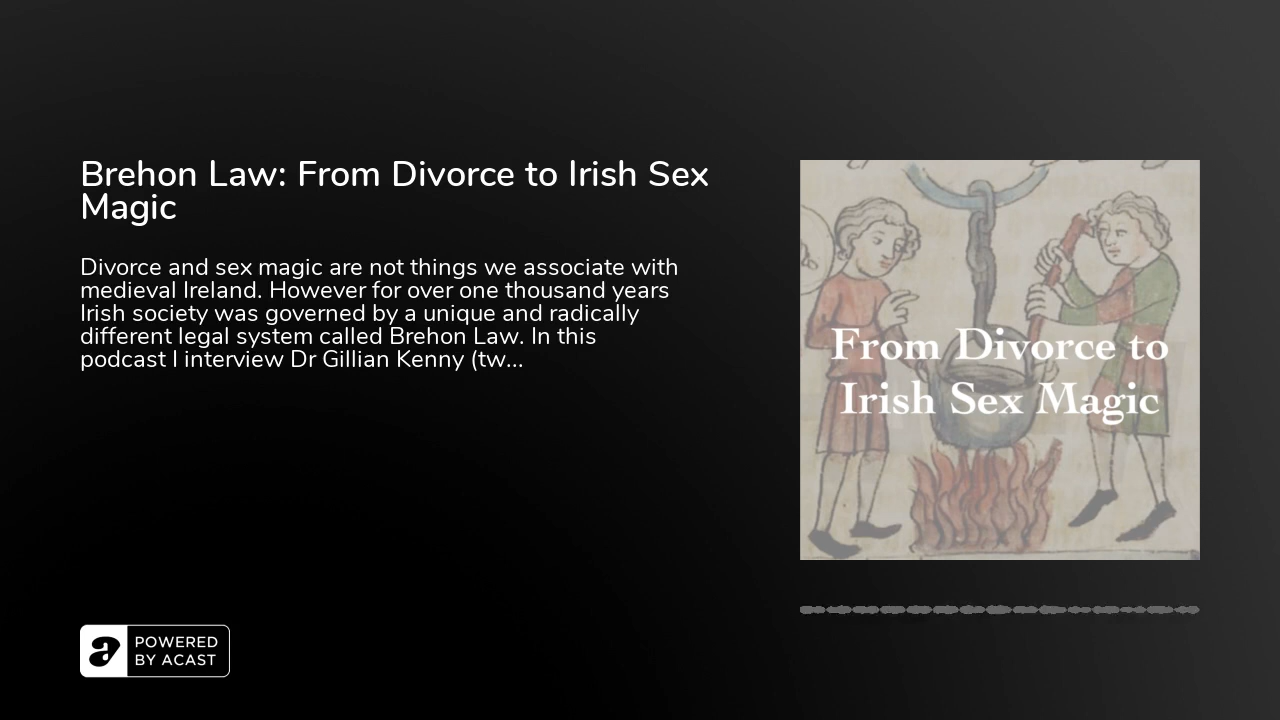 Brehon Law: From Divorce to Irish Sex
Magic
Divorce and sex magic are not things we associate with
medieval Ireland. However for over one thousand years
Irish society was governed by a unique and radically
different legal system called Brehon Law. In this
podcast I interview Dr Gillian Kenny (tw...
From Divorce to
Irish Sex Magic
POWERED
BY ACAST